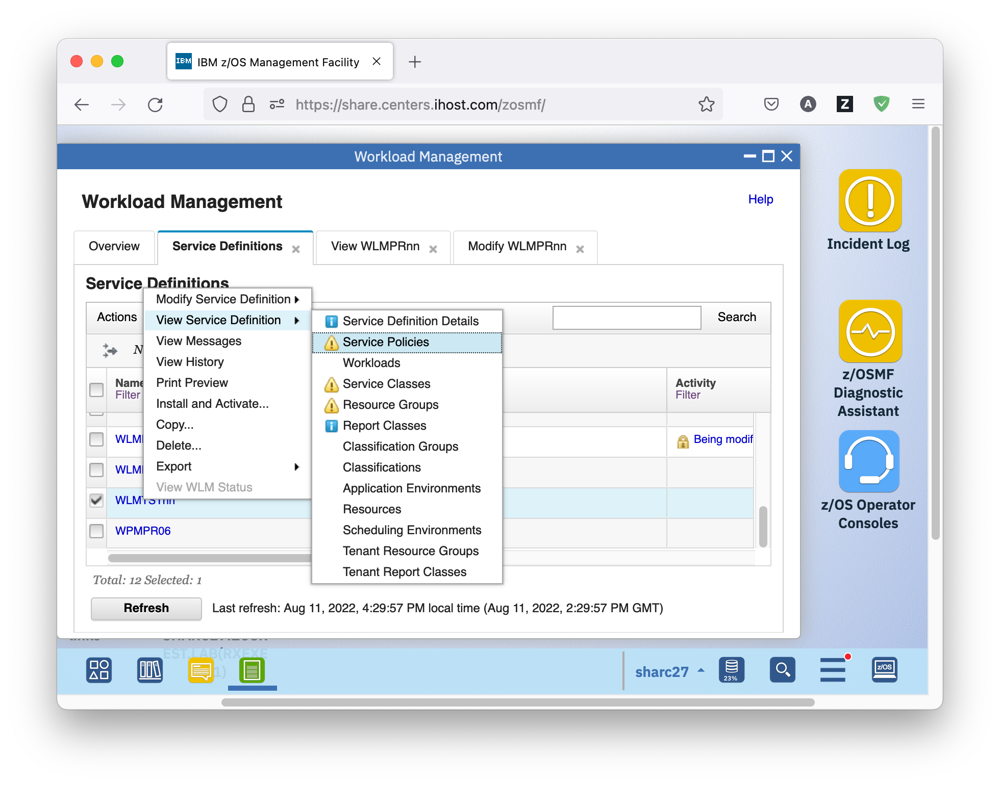 IBM IBM z/OS Management Facility
https://share.centers.ihost.com/zosmf/
A
Z
Workload Management
Workload Management
Help
Overview
Service Definitions
View WLMPRnn
Modify WLMPRnn
Service Definitions
Actions
Search
N
Name
Filter
Activity
Filter
WLM
Being modif
WLM
WLMTSTnn
WPMPR06
Modify Service Definition
View Service Definition
View Messages
View History
Print Preview
Install and Activate...
Copy...
Delete...
Export
View WLM Status
Service Definition Details
Service Policies
Workloads
Service Classes
Resource Groups
Report Classes
Classification Groups
Classifications
Application Environments
Resources
Scheduling Environments
Tenant Resource Groups
Tenant Report Classes
Total: 12 Selected: 1
Refresh
Last refresh: Aug 11, 2022, 4:29:57 PM local time (Aug 11, 2022, 2:29:57 PM GMT)
Incident Log
z/OSMF
Diagnostic
Assistant
z/OS Operator
Consoles
EST.LAB(RXEXE
1)
sharc27
23%
z/OS